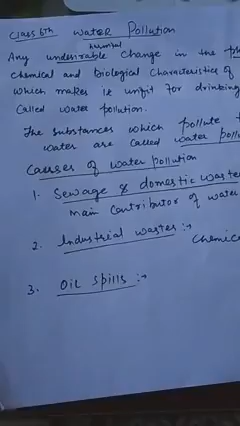 Class 6th Water Pollution
harmful
Any undesirable change in the
chemical and biological characteristics of
which makes it unfit for drinking
called water pollution.
The substances which pollute
water are called water
Causes of water pollution
1. Sewage & domestic
main contributor of water
2. Industrial wastes :→
3. Oil spills :→